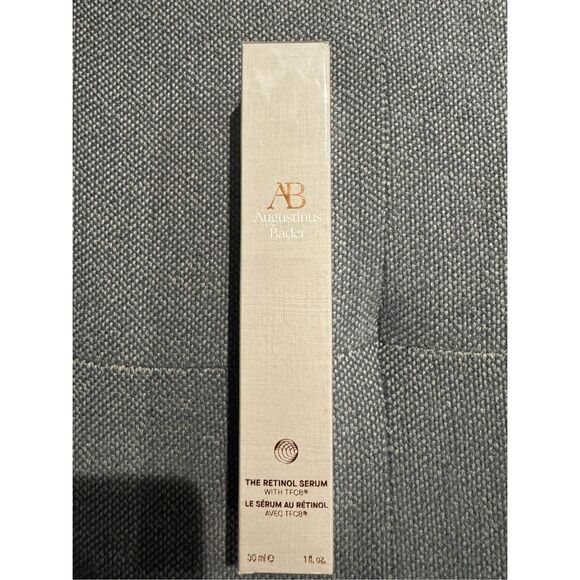 AB
Augustinus
Bader
THE RETINOL SERUM
WITH TFC8®
LE SÉRUM AU RÉTINOL
AVEC TFC8®
30 ml ℮ 1 fl. oz.